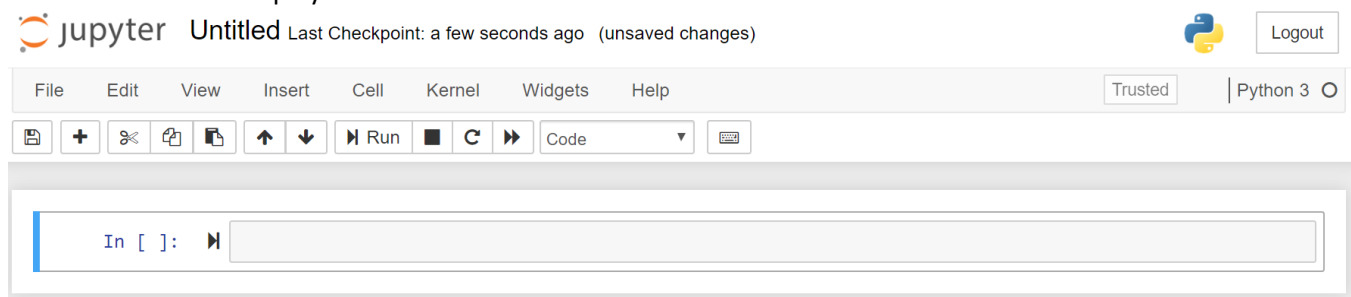 jupyter Untitled Last Checkpoint: a few seconds ago (unsaved changes) Logout
File Edit View Insert Cell Kernel Widgets Help Trusted Python 3
Run Code
In [ ]: